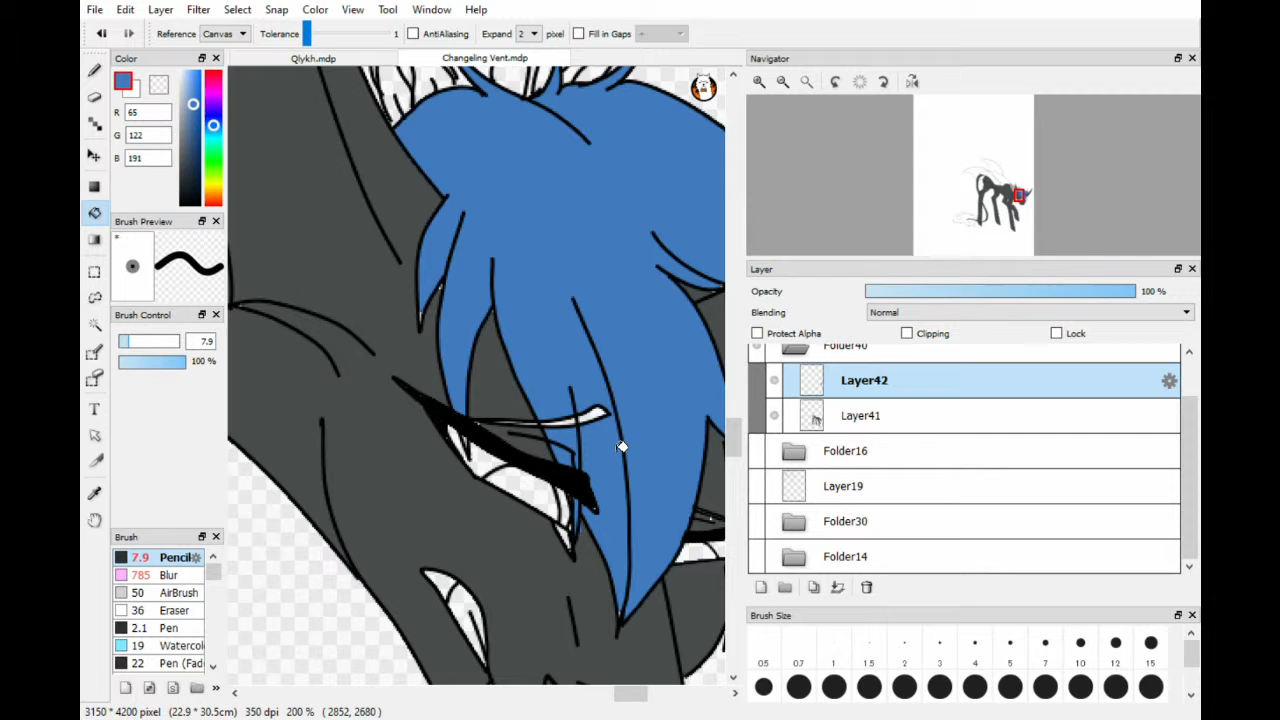 File Edit Layer Filter Select Snap Color View Tool Window Help
Reference Canvas Tolerance 1 AntiAliasing Expand 2 pixel Fill in Gaps
Color
Qlykh.mdp Changeling Vent.mdp
Navigator
R 65
G 122
B 191
Brush Preview
*
Layer
Opacity 100 %
Blending Normal
Protect Alpha Clipping Lock
Brush Control
7.9
100 %
Folder40
Layer42
Layer41
Folder16
Layer19
Folder30
Folder14
Brush
7.9 Pencil
785 Blur
50 AirBrush
36 Eraser
2.1 Pen
19 Waterco
22 Pen (Fad
Brush Size
0.5 0.7 1 1.5 2 3 4 5 7 10 12 15
3150 * 4200 pixel (22.9 * 30.5cm) 350 dpi 200 % ( 2852, 2680 )